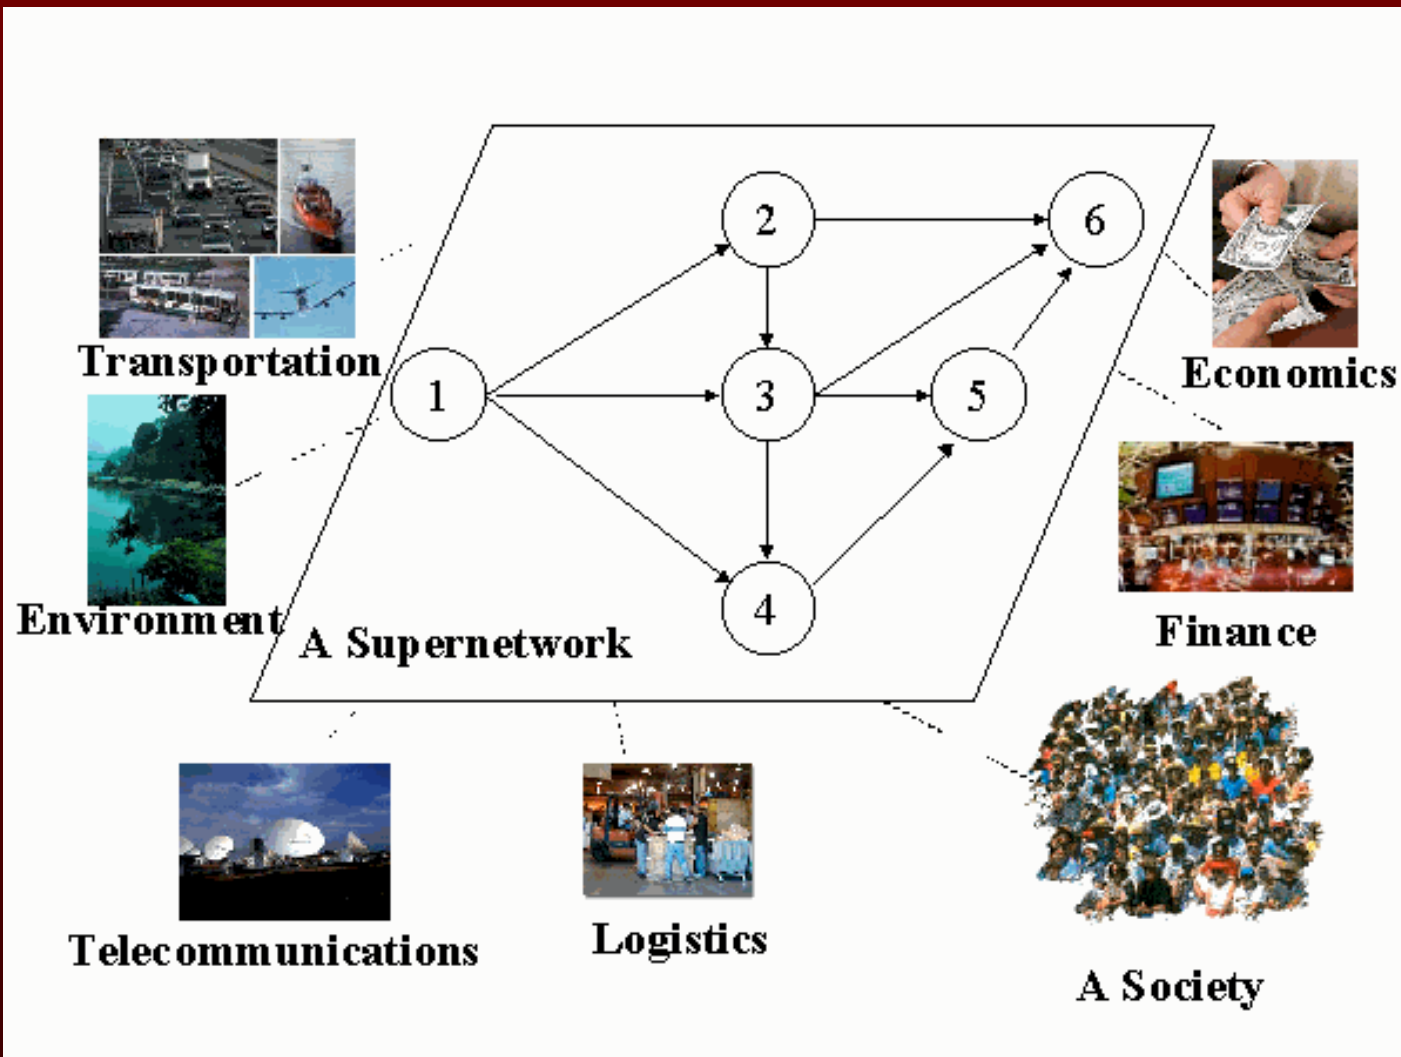 2
6
Transportation
1
3
5
Economics
4
Environment
A Supernetwork
Finance
Telecommunications
Logistics
A Society